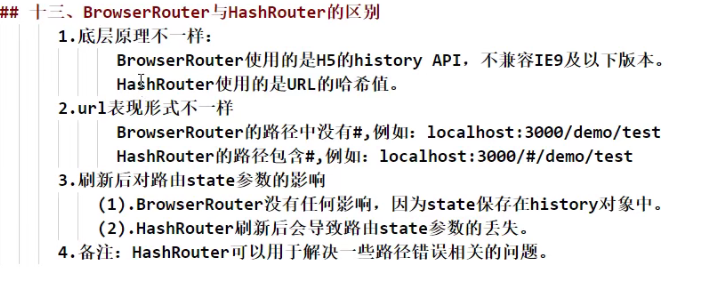 ## 十三、BrowserRouter与HashRouter的区别
1.底层原理不一样：
BrowserRouter使用的是H5的history API，不兼容IE9及以下版本。
HashRouter使用的是URL的哈希值。
2.url表现形式不一样
BrowserRouter的路径中没有#,例如：localhost:3000/demo/test
HashRouter的路径包含#,例如：localhost:3000/#/demo/test
3.刷新后对路由state参数的影响
(1).BrowserRouter没有任何影响，因为state保存在history对象中。
(2).HashRouter刷新后会导致路由state参数的丢失。
4.备注：HashRouter可以用于解决一些路径错误相关的问题。